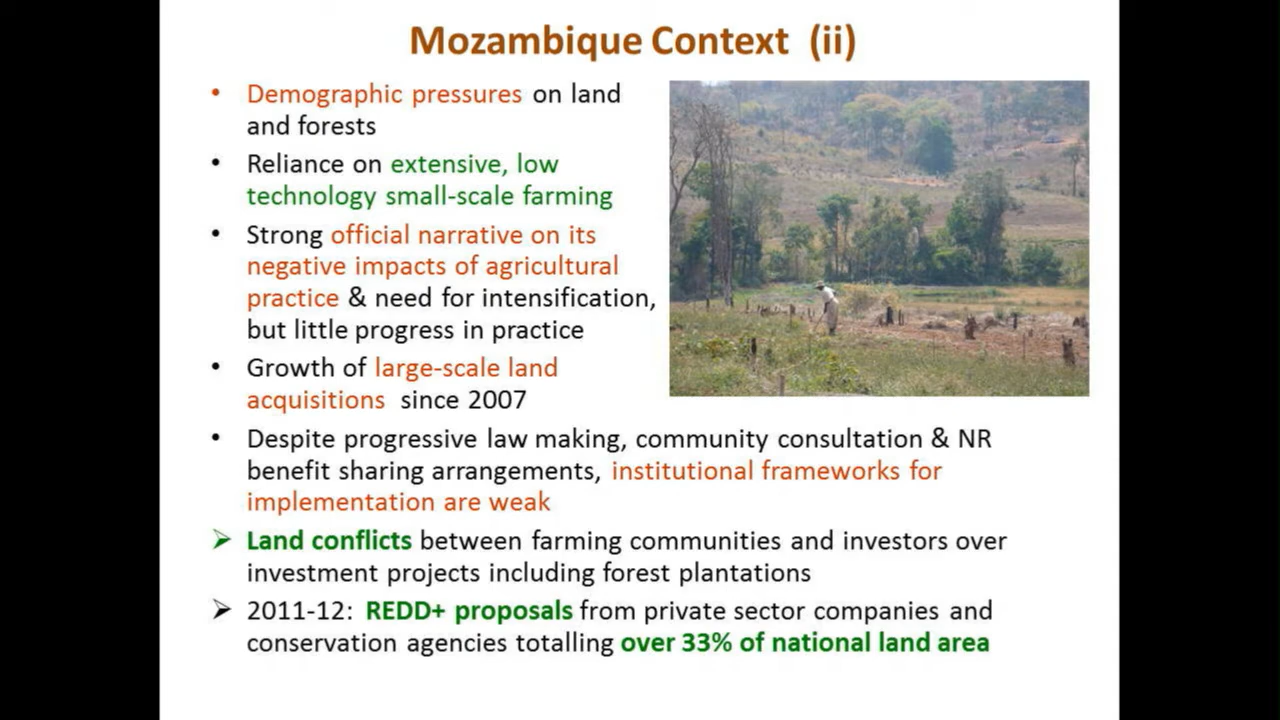 Mozambique Context (ii)
• Demographic pressures on land
and forests
• Reliance on extensive, low
technology small-scale farming
• Strong official narrative on its
negative impacts of agricultural
practice & need for intensification,
but little progress in practice
• Growth of large-scale land
acquisitions since 2007
• Despite progressive law making, community consultation & NR
benefit sharing arrangements, institutional frameworks for
implementation are weak
➢ Land conflicts between farming communities and investors over
investment projects including forest plantations
➢ 2011-12: REDD+ proposals from private sector companies and
conservation agencies totalling over 33% of national land area